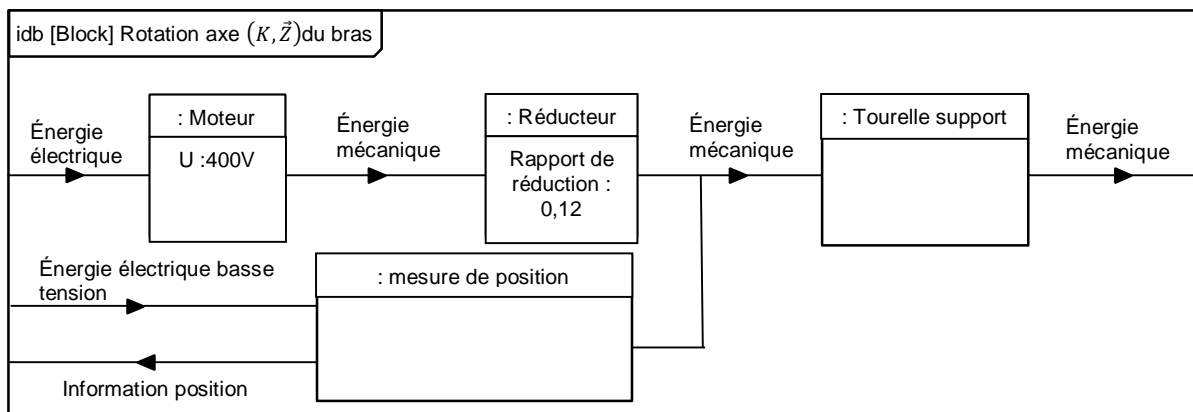 idb [Block] Rotation axe (K, Z⃗)du bras
Énergie
électrique
: Moteur
U :400V
Énergie
mécanique
: Réducteur
Rapport de
réduction :
0,12
Énergie
mécanique
: Tourelle support
Énergie
mécanique
Énergie électrique basse
tension
: mesure de position
Information position